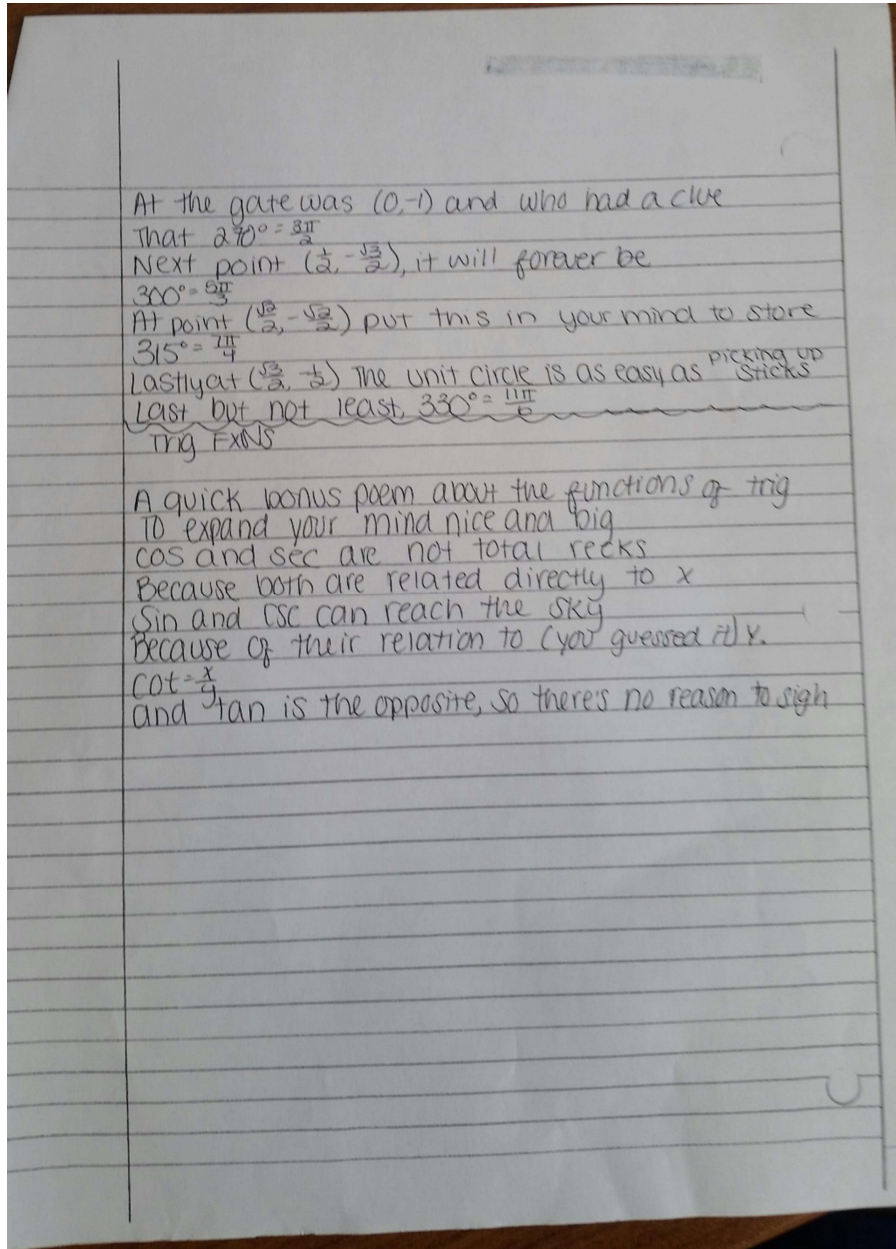 At the gate was (0,-1) and who had a clue
That 270° = 3π/2
Next point (1/2, -√3/2), it will forever be
300° = 5π/3
At point (√2/2, -√2/2) put this in your mind to store
315° = 7π/4
Lastly at (√3/2, -1/2) The unit circle is as easy as picking up sticks
Last but not least, 330° = 11π/6
Trig FXNS
A quick bonus poem about the functions of trig
To expand your mind nice and big
cos and sec are not total recks
Because both are related directly to x
Sin and csc can reach the sky
Because of their relation to (you guessed it) y.
cot = x/y
and tan is the opposite, so there's no reason to sigh